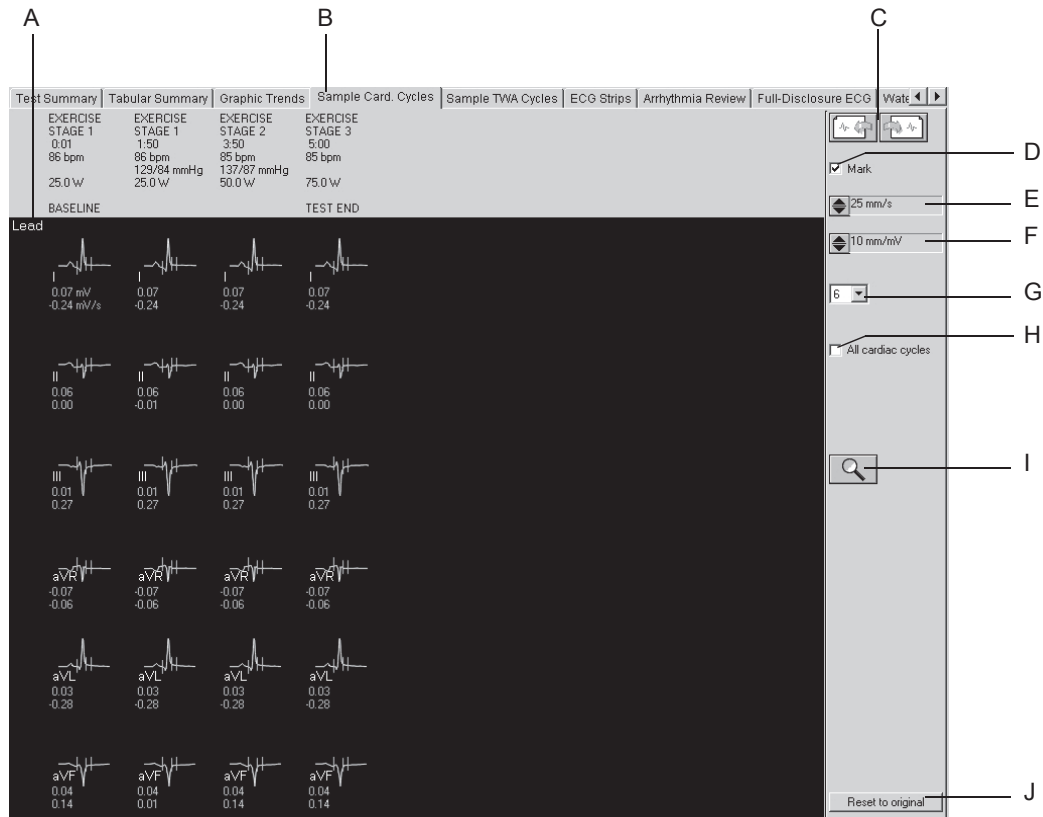 A B C
Test Summary Tabular Summary Graphic Trends Sample Card. Cycles Sample TWA Cycles ECG Strips Arrhythmia Review Full-Disclosure ECG Wate
EXERCISE EXERCISE EXERCISE EXERCISE
STAGE 1 STAGE 1 STAGE 2 STAGE 3
0:01 1:50 3:50 5:00
86 bpm 86 bpm 85 bpm 85 bpm
129/84 mmHg 137/87 mmHg
25.0 W 25.0 W 50.0 W 75.0 W
BASELINE TEST END
Mark D
25 mm/s E
10 mm/mV F
6 G
All cardiac cycles H
I
Reset to original J
Lead
I I I I
0.07 mV 0.07 0.07 0.07
-0.24 mV/s -0.24 -0.24 -0.24
II II II II
0.06 0.06 0.06 0.06
0.00 -0.01 0.00 0.00
III III III III
0.01 0.01 0.01 0.01
0.27 0.27 0.27 0.27
aVR aVR aVR aVR
-0.07 -0.07 -0.07 -0.07
-0.06 -0.06 -0.06 -0.06
aVL aVL aVL aVL
0.03 0.03 0.03 0.03
-0.28 -0.28 -0.28 -0.28
aVF aVF aVF aVF
0.04 0.04 0.04 0.04
0.14 0.01 0.14 0.14